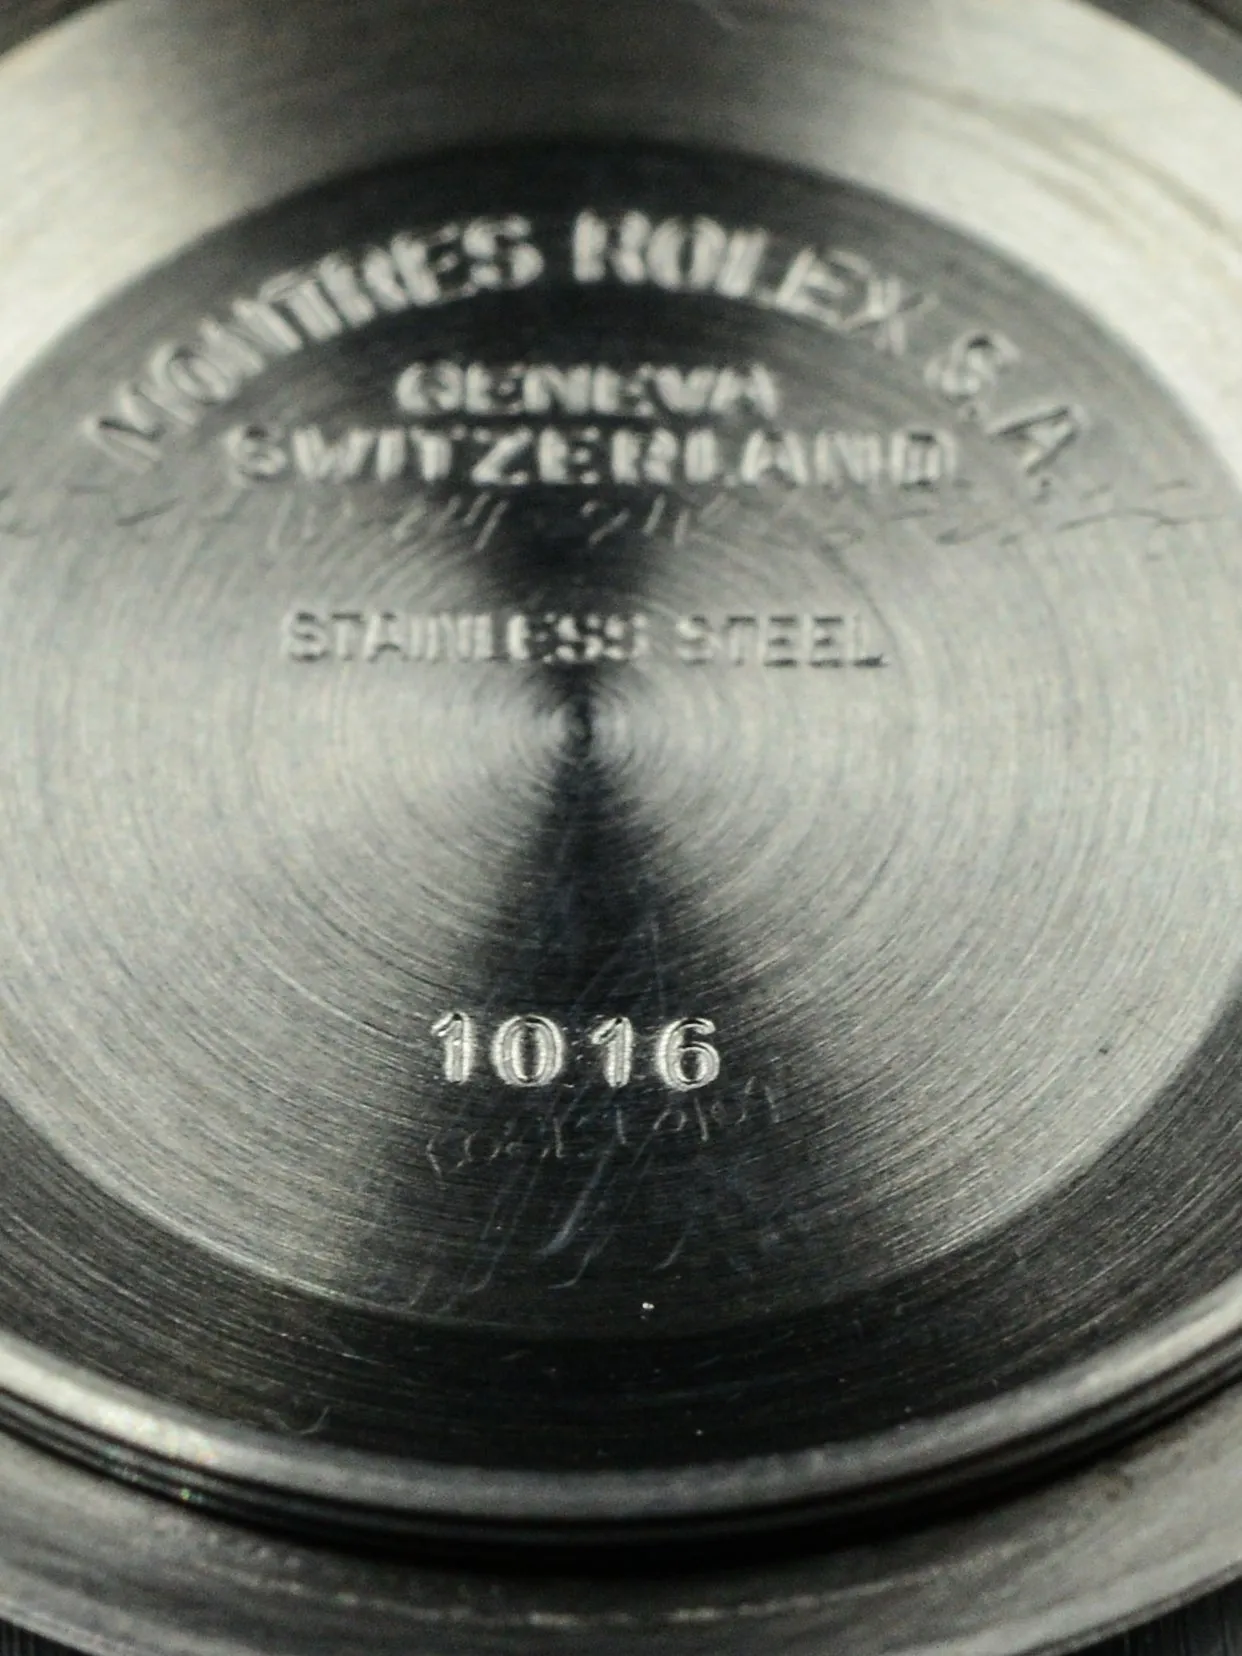 MONTRES ROLEX S.A.
GENEVA
SWITZERLAND
STAINLESS STEEL
1016